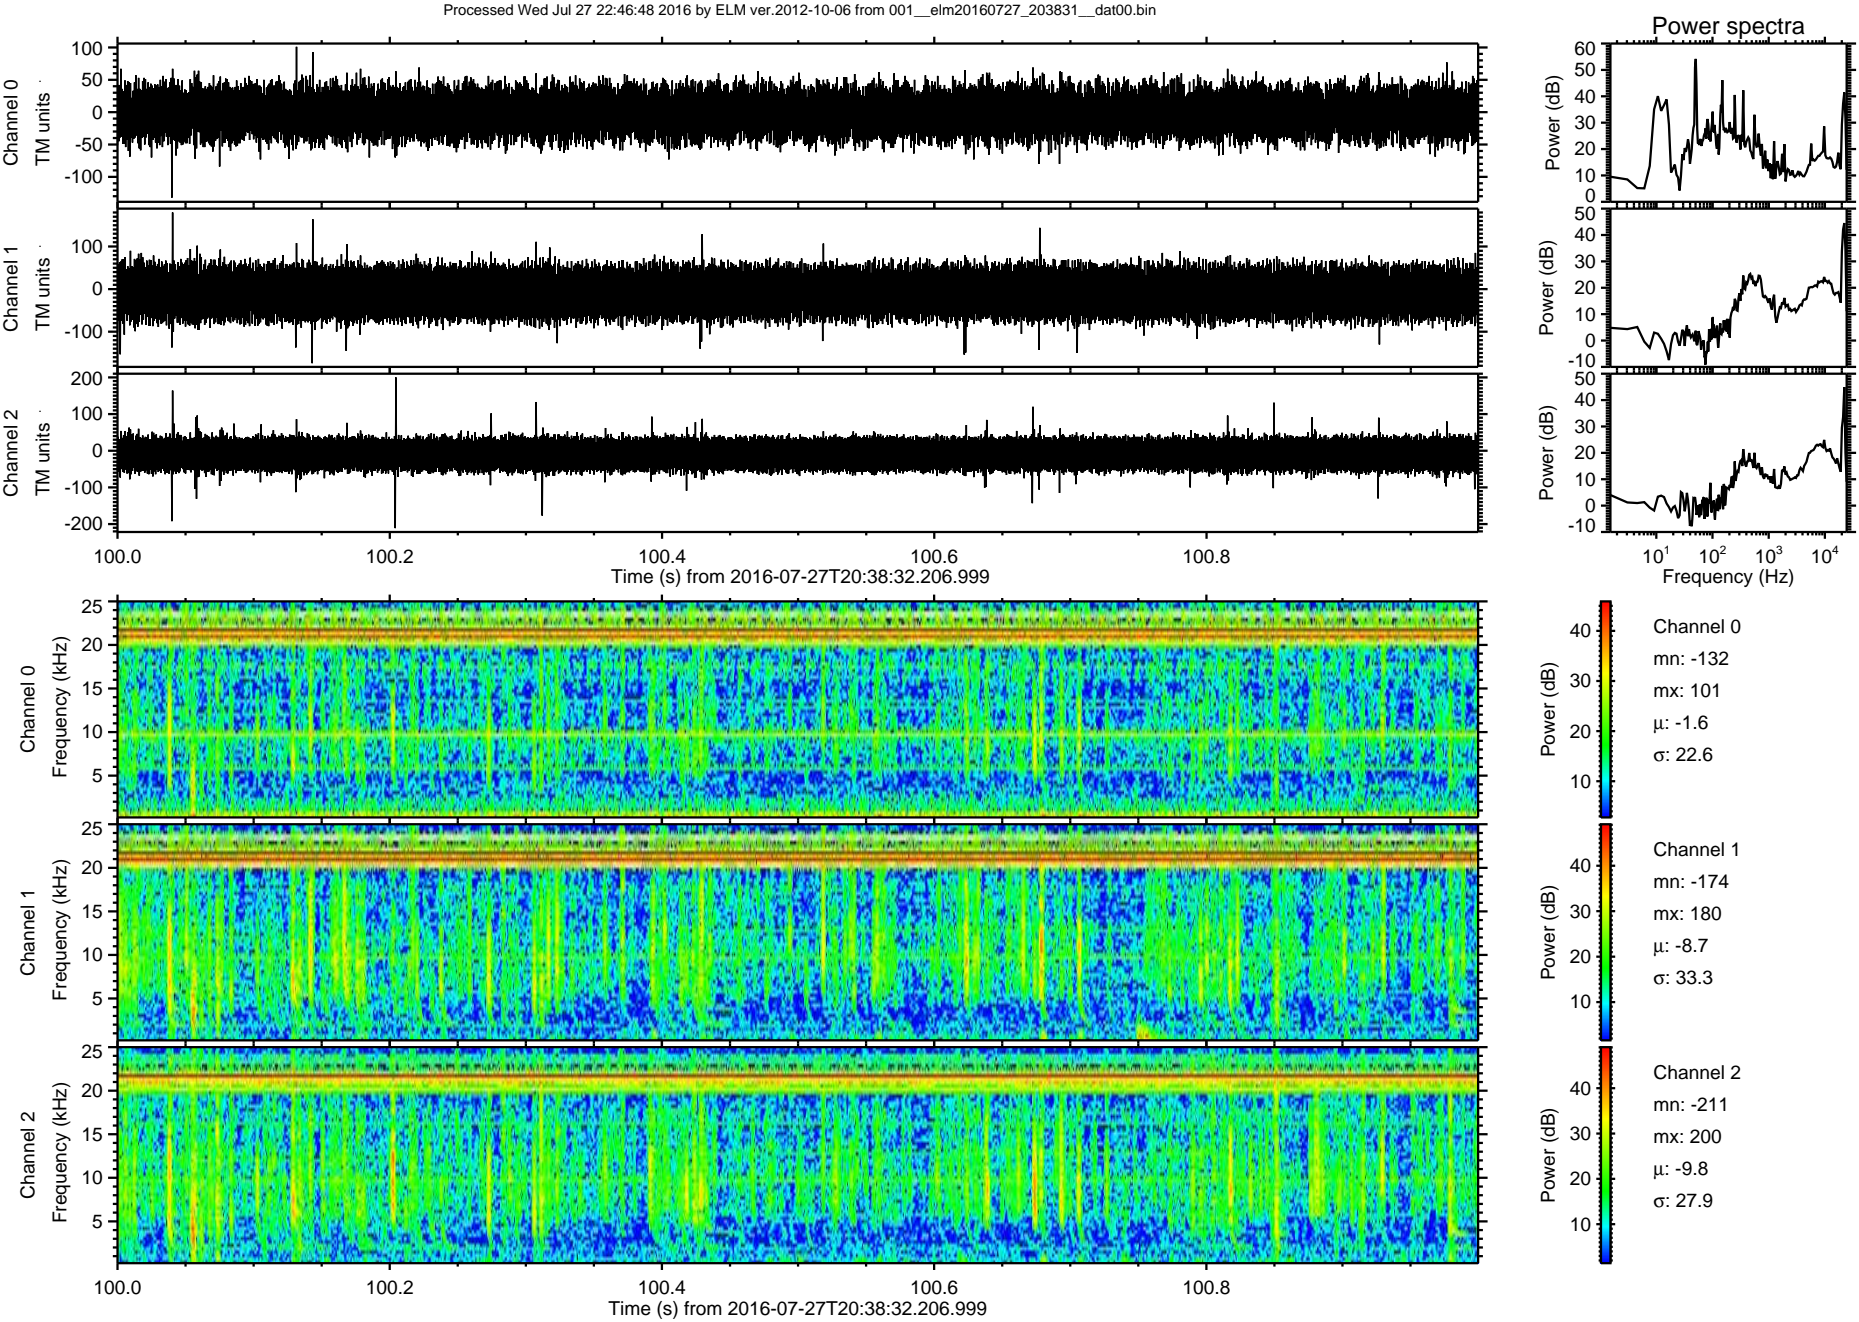 Processed Wed Jul 27 22:46:48 2016 by ELM ver.2012-10-06 from 001__elm20160727_203831__dat00.bin
Power spectra
Channel 0
TM units
100
50
0
-50
-100
Power (dB)
60
50
40
30
20
10
0
Channel 1
TM units
100
0
-100
Power (dB)
50
40
30
20
10
0
-10
Channel 2
TM units
200
100
0
-100
-200
Power (dB)
50
40
30
20
10
0
-10
100.0 100.2 100.4 100.6 100.8
Time (s) from 2016-07-27T20:38:32.206.999
10¹ 10² 10³ 10⁴
Frequency (Hz)
Channel 0
Frequency (kHz)
25
20
15
10
5
Power (dB)
40
30
20
10
Channel 0
mn: -132
mx: 101
µ: -1.6
σ: 22.6
Channel 1
Frequency (kHz)
25
20
15
10
5
Power (dB)
40
30
20
10
Channel 1
mn: -174
mx: 180
µ: -8.7
σ: 33.3
Channel 2
Frequency (kHz)
25
20
15
10
5
Power (dB)
40
30
20
10
Channel 2
mn: -211
mx: 200
µ: -9.8
σ: 27.9
100.0 100.2 100.4 100.6 100.8
Time (s) from 2016-07-27T20:38:32.206.999